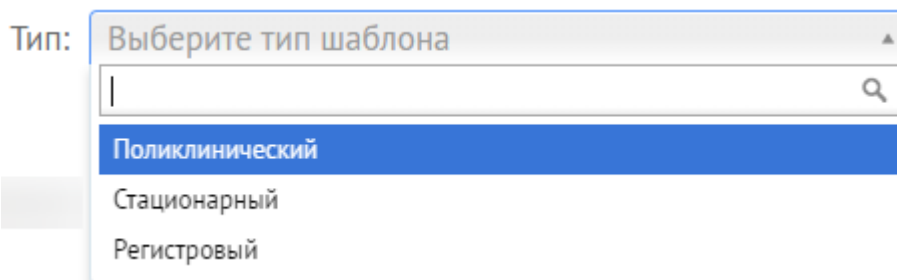 Тип: Выберите тип шаблона
Поликлинический
Стационарный
Регистровый